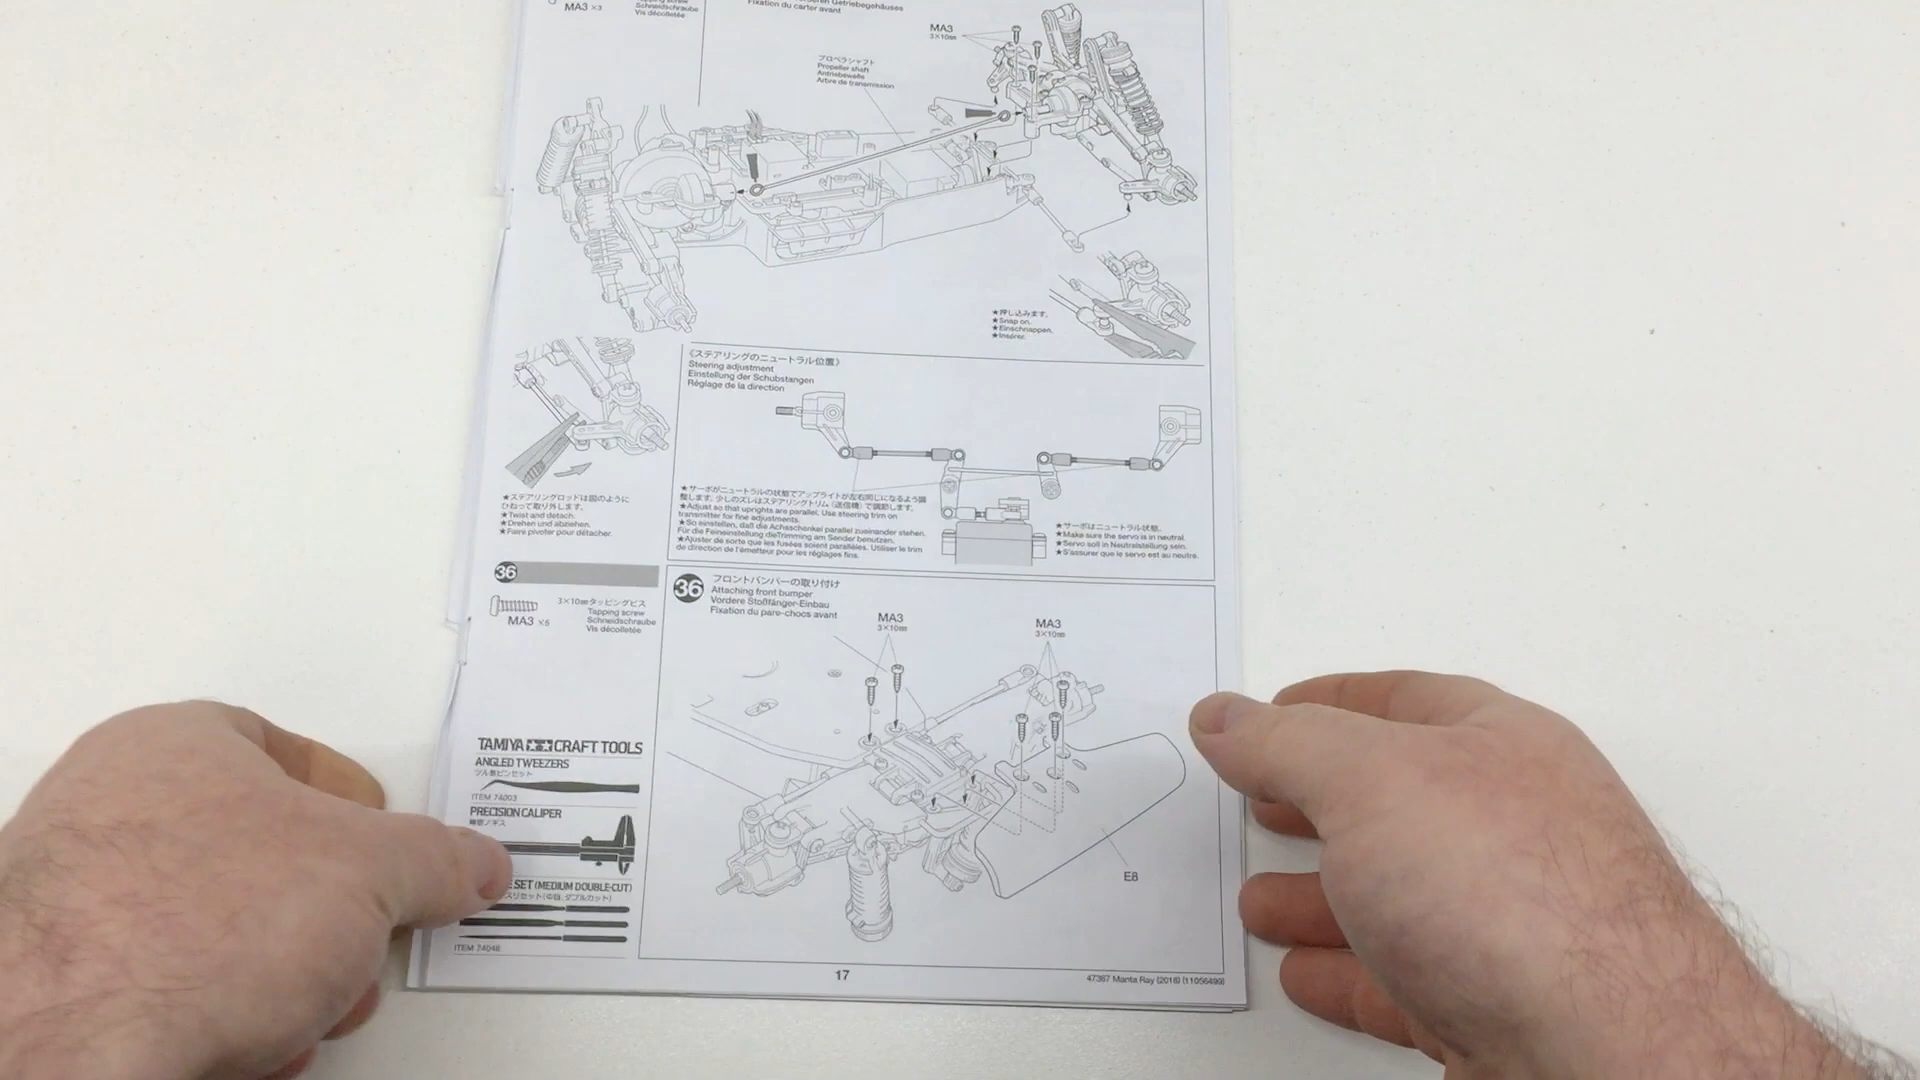 MA3 ×3
Schneidschraube
Vis décolletée
Fixation du carter avant
MA3
3×10㎜
プロペラシャフト
Propeller shaft
Antriebswelle
Arbre de transmission
★押し込みます。
★Snap on.
★Einschnappen.
★Insérer.
《ステアリングのニュートラル位置》
Steering adjustment
Einstellung der Schubstangen
Réglage de la direction
★ステアリングロッドは図のように
ひねって取り外します。
★Twist and detach.
★Drehen und abziehen.
★Faire pivoter pour détacher.
★サーボがニュートラルの状態でアップライトが左右同じになるよう調
整します。少しのズレはステアリングトリム（送信機）で調節します。
★Adjust so that uprights are parallel. Use steering trim on
transmitter for fine adjustments.
★So einstellen, daß die Achsschenkel parallel zueinander stehen.
Für die Feineinstellung dieTrimmung am Sender benutzen.
★Ajuster de sorte que les fusées soient parallèles. Utiliser le trim
de direction de l'émetteur pour les réglages fins.
★サーボはニュートラル状態。
★Make sure the servo is in neutral.
★Servo soll in Neutralstellung sein.
★S'assurer que le servo est au neutre.
36
3×10㎜タッピングビス
Tapping screw
Schneidschraube
Vis décolletée
MA3 ×5
36
フロントバンパーの取り付け
Attaching front bumper
Vordere Stoßfänger-Einbau
Fixation du pare-chocs avant
MA3
3×10㎜
MA3
3×10㎜
E8
TAMIYA CRAFT TOOLS
ANGLED TWEEZERS
ツル首ピンセット
ITEM 74003
PRECISION CALIPER
精密ノギス
SET (MEDIUM DOUBLE-CUT)
スリセット（中目、ダブルカット）
ITEM 74046
17
47367 Manta Ray (2018) (11056499)